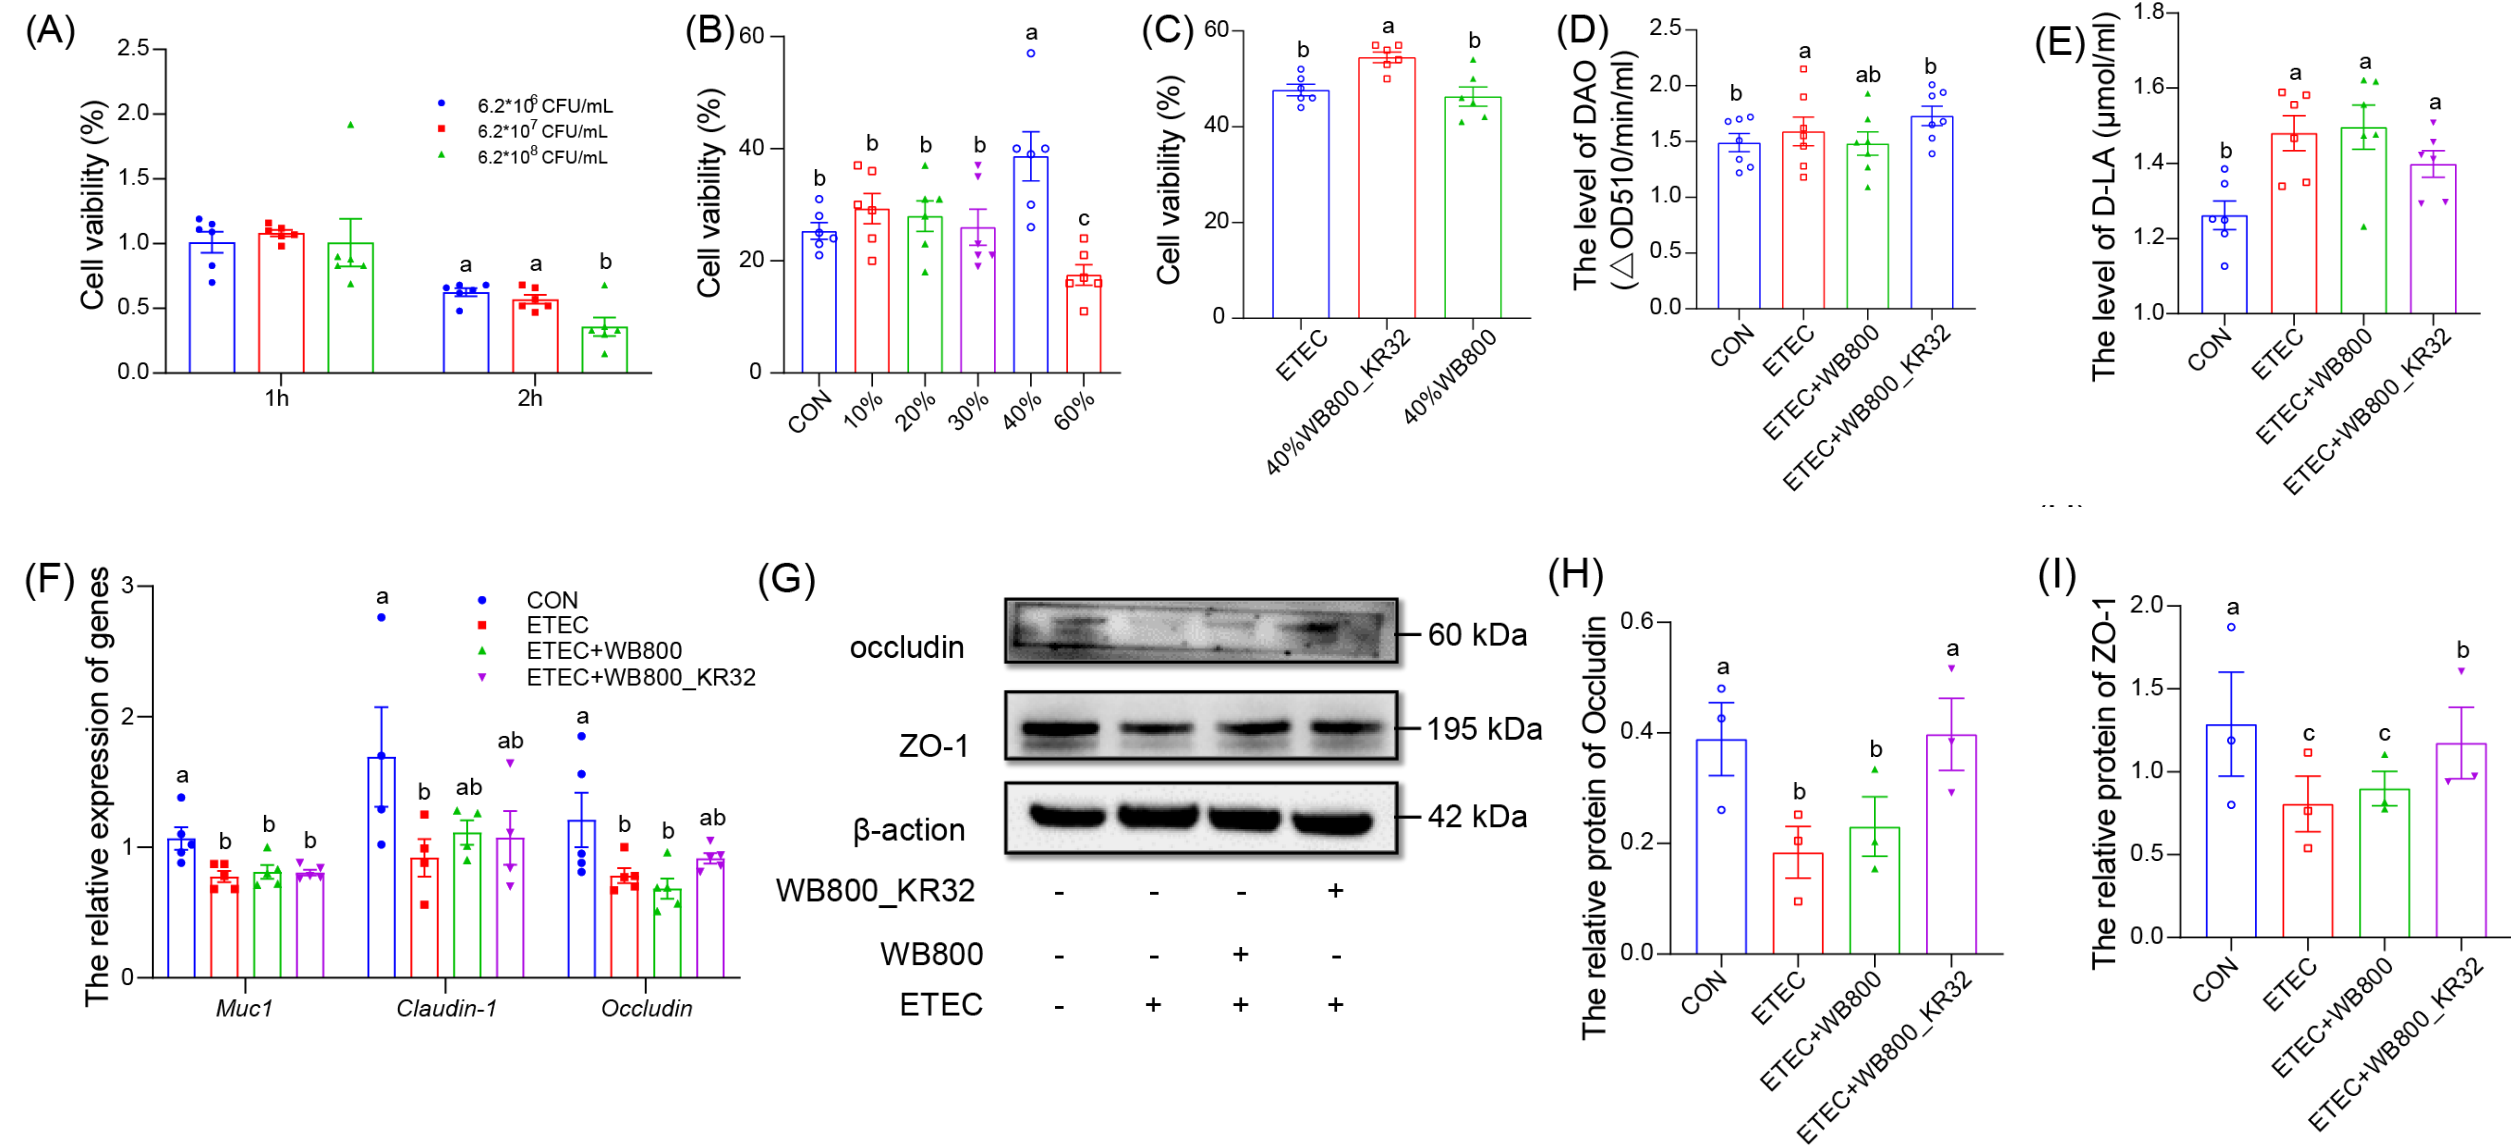 (A)
Cell vaibility (%)
2.5
2.0
1.5
1.0
0.5
0.0
6.2*10⁶ CFU/mL
6.2*10⁷ CFU/mL
6.2*10⁸ CFU/mL
a
a
b
1h
2h
(B)
Cell vaibility (%)
60
40
20
0
b
b
b
b
a
c
CON
10%
20%
30%
40%
60%
(C)
Cell vaibility (%)
60
40
20
0
b
a
b
ETEC
40%WB800_KR32
40%WB800
(D)
The level of DAO
(△OD510/min/ml)
2.5
2.0
1.5
1.0
0.5
0.0
b
a
ab
b
CON
ETEC
ETEC+WB800
ETEC+WB800_KR32
(E)
The level of D-LA (μmol/ml)
1.8
1.6
1.4
1.2
1.0
b
a
a
a
CON
ETEC
ETEC+WB800
ETEC+WB800_KR32
(F)
The relative expression of genes
3
2
1
0
CON
ETEC
ETEC+WB800
ETEC+WB800_KR32
a
b
b
b
a
b
ab
ab
a
b
b
ab
Muc1
Claudin-1
Occludin
(G)
occludin
60 kDa
ZO-1
195 kDa
β-action
42 kDa
WB800_KR32 - - - +
WB800 - - + -
ETEC - + + +
(H)
The relative protein of Occludin
0.6
0.4
0.2
0.0
a
b
b
a
CON
ETEC
ETEC+WB800
ETEC+WB800_KR32
(I)
The relative protein of ZO-1
2.0
1.5
1.0
0.5
0.0
a
c
c
b
CON
ETEC
ETEC+WB800
ETEC+WB800_KR32